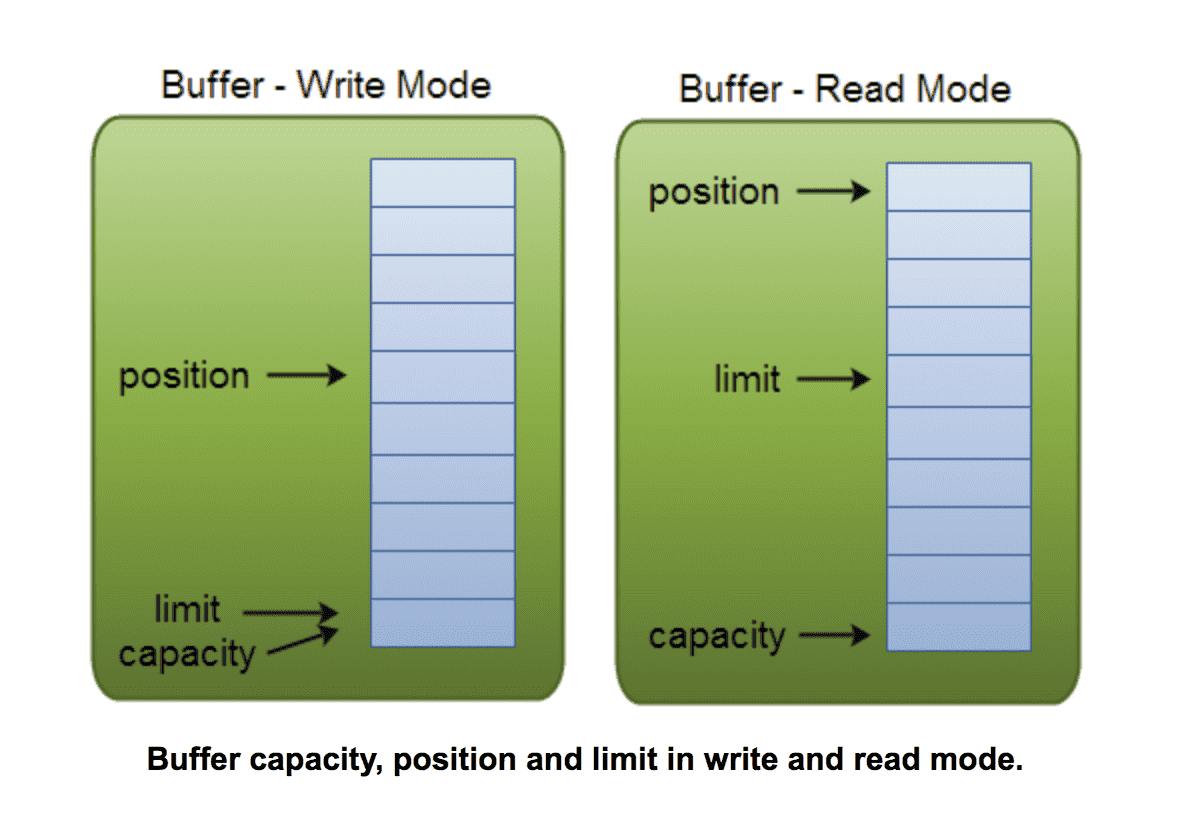 Buffer - Write Mode
position
limit
capacity
Buffer - Read Mode
position
limit
capacity
Buffer capacity, position and limit in write and read mode.